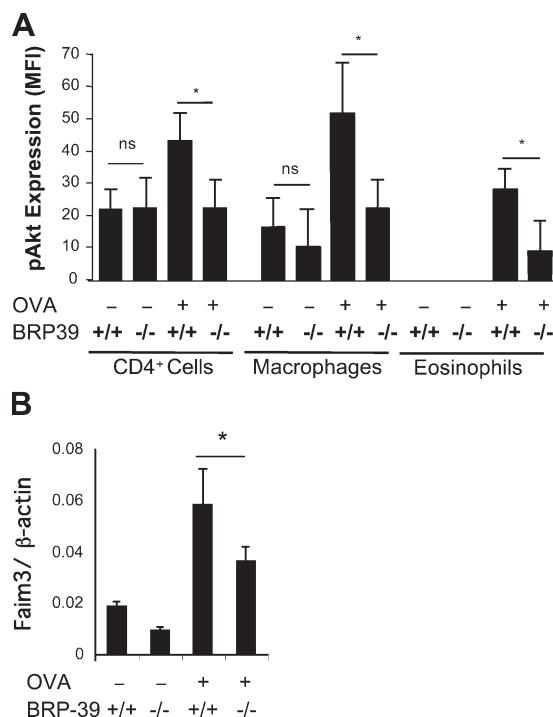 A
pAkt Expression (MFI)
70
60
50
40
30
20
10
0
ns
*
ns
*
*
OVA – – + + – – + + – – + +
BRP39 +/+ -/- +/+ -/- +/+ -/- +/+ -/- +/+ -/- +/+ -/-
CD4+ Cells Macrophages Eosinophils
B
Faim3/ β-actin
0.08
0.06
0.04
0.02
0
*
OVA – – + +
BRP-39 +/+ -/- +/+ -/-